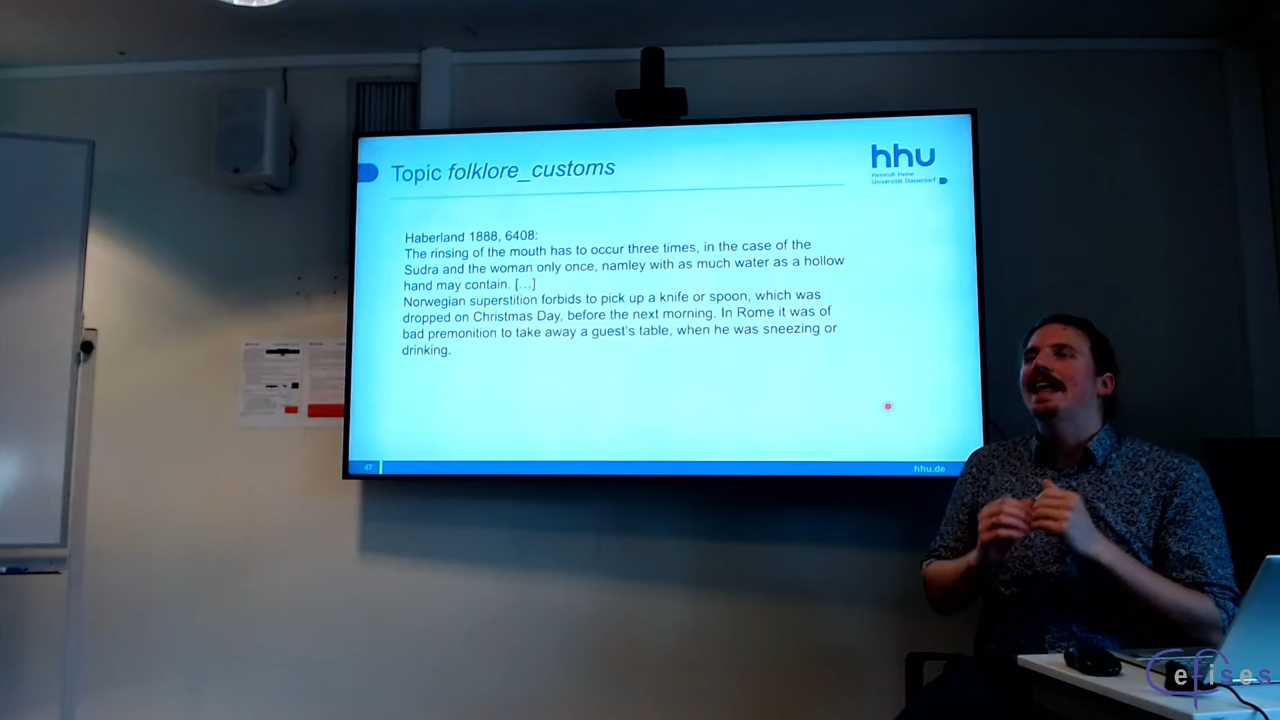 Topic folklore_customs
hhu
Heinrich Heine
Universität Düsseldorf
Haberland 1888, 6408:
The rinsing of the mouth has to occur three times, in the case of the
Sudra and the woman only once, namley with as much water as a hollow
hand may contain. […]
Norwegian superstition forbids to pick up a knife or spoon, which was
dropped on Christmas Day, before the next morning. In Rome it was of
bad premonition to take away a guest's table, when he was sneezing or
drinking.
47
hhu.de
Cefises